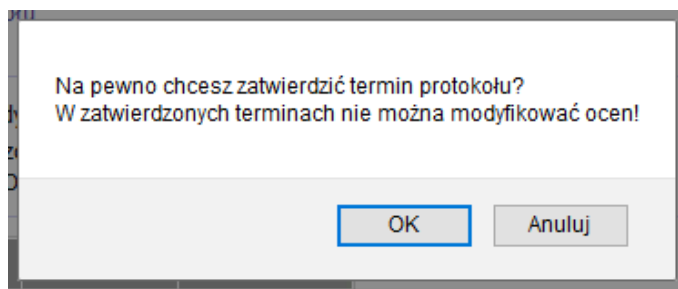 Na pewno chcesz zatwierdzić termin protokołu?
W zatwierdzonych terminach nie można modyfikować ocen!
OK
Anuluj